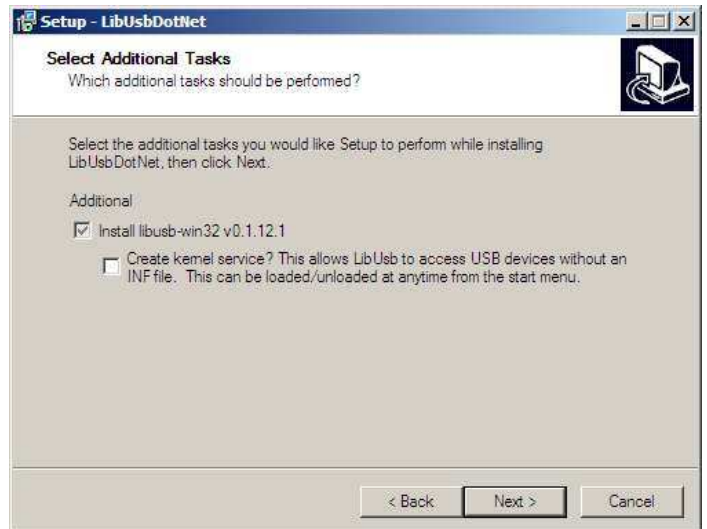 Setup - LibUsbDotNet
Select Additional Tasks
Which additional tasks should be performed?
Select the additional tasks you would like Setup to perform while installing
LibUsbDotNet, then click Next.
Additional
Install libusb-win32 v0.1.12.1
Create kernel service? This allows LibUsb to access USB devices without an
INF file.  This can be loaded/unloaded at anytime from the start menu.
< Back
Next >
Cancel